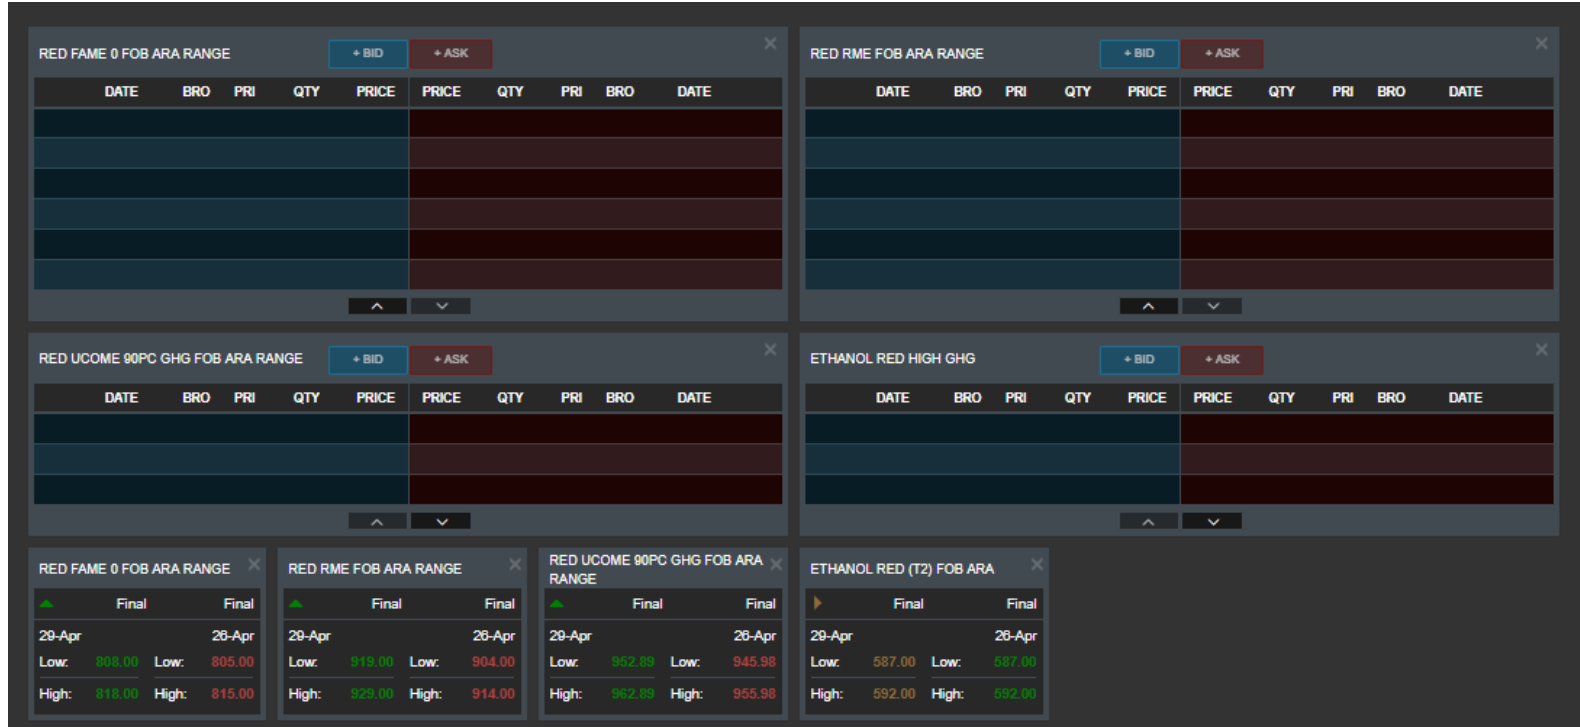 RED FAME 0 FOB ARA RANGE + BID + ASK ×
DATE BRO PRI QTY PRICE PRICE QTY PRI BRO DATE
RED RME FOB ARA RANGE + BID + ASK ×
DATE BRO PRI QTY PRICE PRICE QTY PRI BRO DATE
RED UCOME 90PC GHG FOB ARA RANGE + BID + ASK ×
DATE BRO PRI QTY PRICE PRICE QTY PRI BRO DATE
ETHANOL RED HIGH GHG + BID + ASK ×
DATE BRO PRI QTY PRICE PRICE QTY PRI BRO DATE
RED FAME 0 FOB ARA RANGE ×
Final Final
29-Apr 26-Apr
Low: 808.00 Low: 805.00
High: 818.00 High: 815.00
RED RME FOB ARA RANGE ×
Final Final
29-Apr 26-Apr
Low: 919.00 Low: 904.00
High: 929.00 High: 914.00
RED UCOME 90PC GHG FOB ARA ×
RANGE
Final Final
29-Apr 26-Apr
Low: 952.89 Low: 945.98
High: 962.89 High: 955.98
ETHANOL RED (T2) FOB ARA ×
Final Final
29-Apr 26-Apr
Low: 587.00 Low: 587.00
High: 592.00 High: 592.00